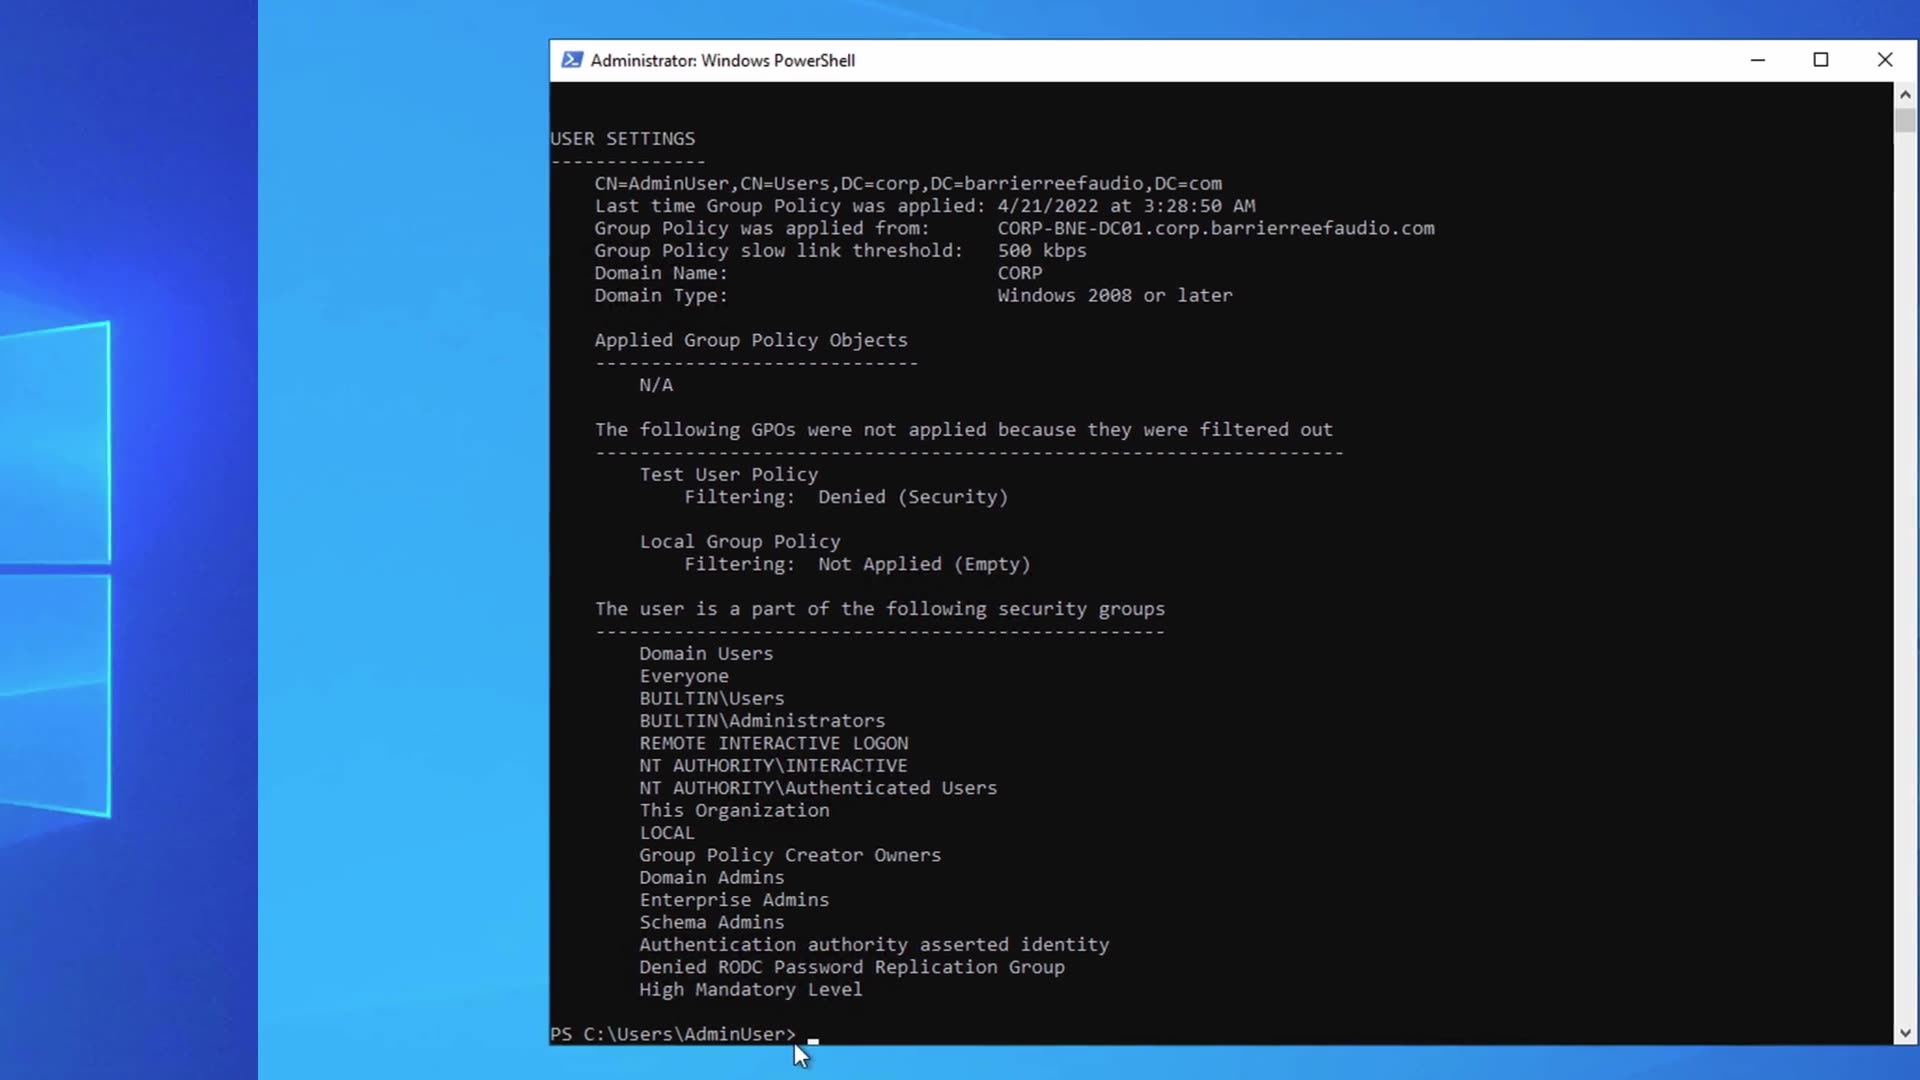 Administrator: Windows PowerShell
USER SETTINGS
--------------
CN=AdminUser,CN=Users,DC=corp,DC=barrierreefaudio,DC=com
Last time Group Policy was applied: 4/21/2022 at 3:28:50 AM
Group Policy was applied from: CORP-BNE-DC01.corp.barrierreefaudio.com
Group Policy slow link threshold: 500 kbps
Domain Name: CORP
Domain Type: Windows 2008 or later
Applied Group Policy Objects
-----------------------------
N/A
The following GPOs were not applied because they were filtered out
-------------------------------------------------------------------
Test User Policy
Filtering: Denied (Security)
Local Group Policy
Filtering: Not Applied (Empty)
The user is a part of the following security groups
---------------------------------------------------
Domain Users
Everyone
BUILTIN\Users
BUILTIN\Administrators
REMOTE INTERACTIVE LOGON
NT AUTHORITY\INTERACTIVE
NT AUTHORITY\Authenticated Users
This Organization
LOCAL
Group Policy Creator Owners
Domain Admins
Enterprise Admins
Schema Admins
Authentication authority asserted identity
Denied RODC Password Replication Group
High Mandatory Level
PS C:\Users\AdminUser>